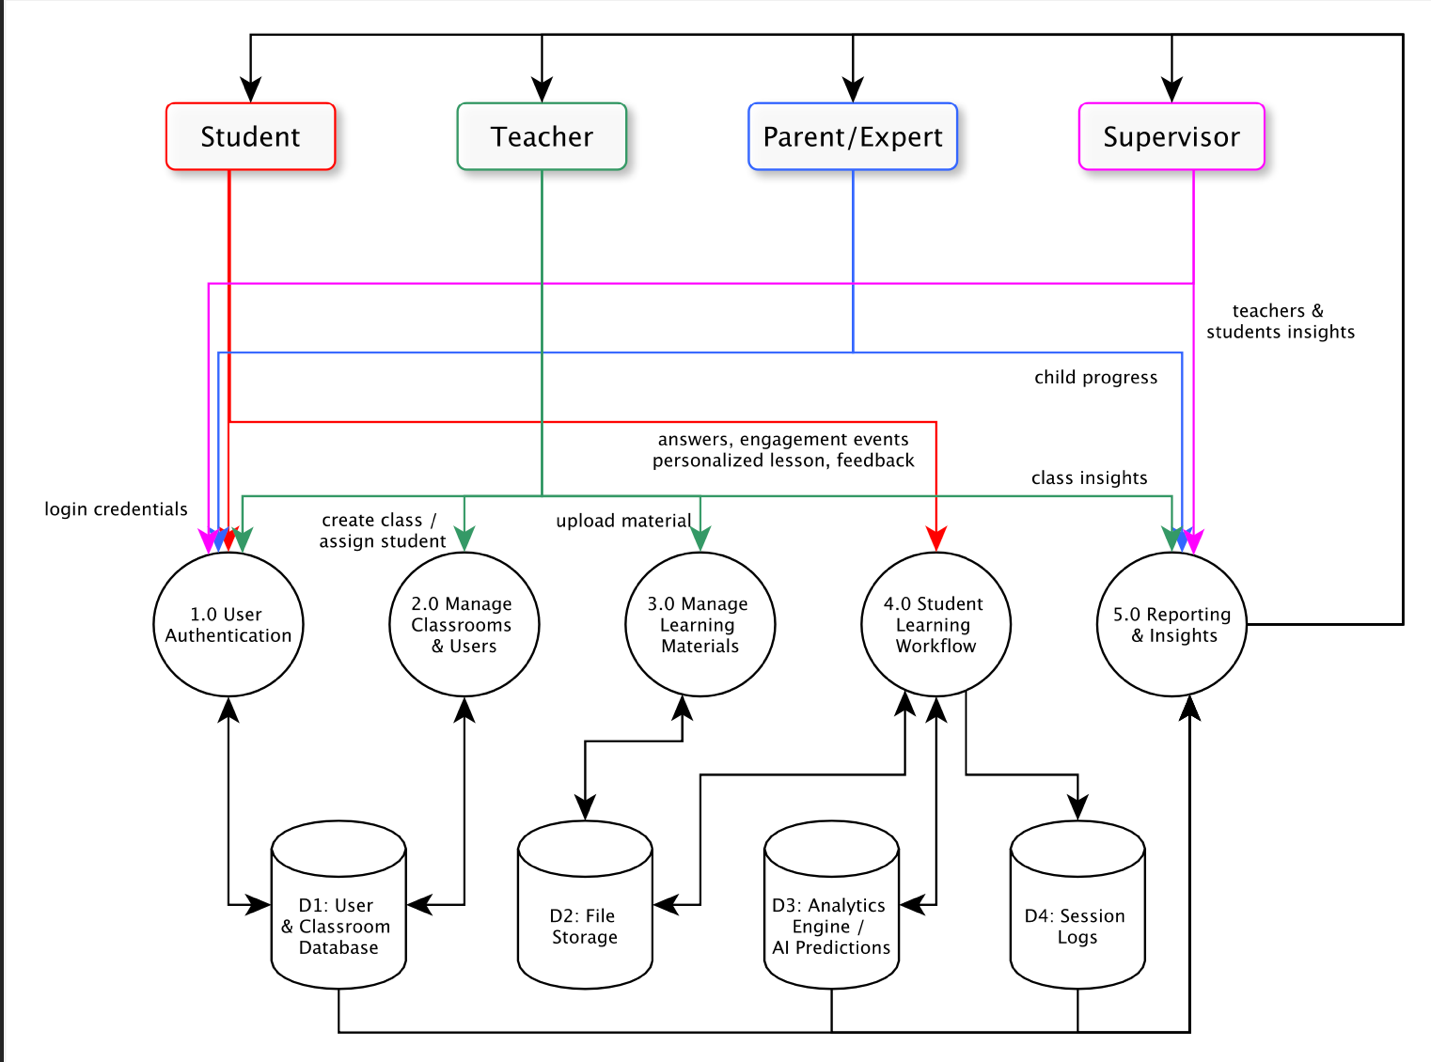 Student
Teacher
Parent/Expert
Supervisor
teachers &
students insights
child progress
answers, engagement events
personalized lesson, feedback
class insights
login credentials
create class /
assign student
upload material
1.0 User
Authentication
2.0 Manage
Classrooms
& Users
3.0 Manage
Learning
Materials
4.0 Student
Learning
Workflow
5.0 Reporting
& Insights
D1: User
& Classroom
Database
D2: File
Storage
D3: Analytics
Engine /
AI Predictions
D4: Session
Logs